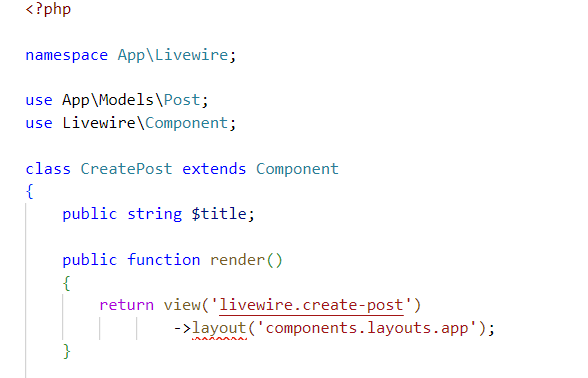 <?php
namespace App\Livewire;
use App\Models\Post;
use Livewire\Component;
class CreatePost extends Component
{
public string $title;
public function render()
{
return view('livewire.create-post')
->layout('components.layouts.app');
}